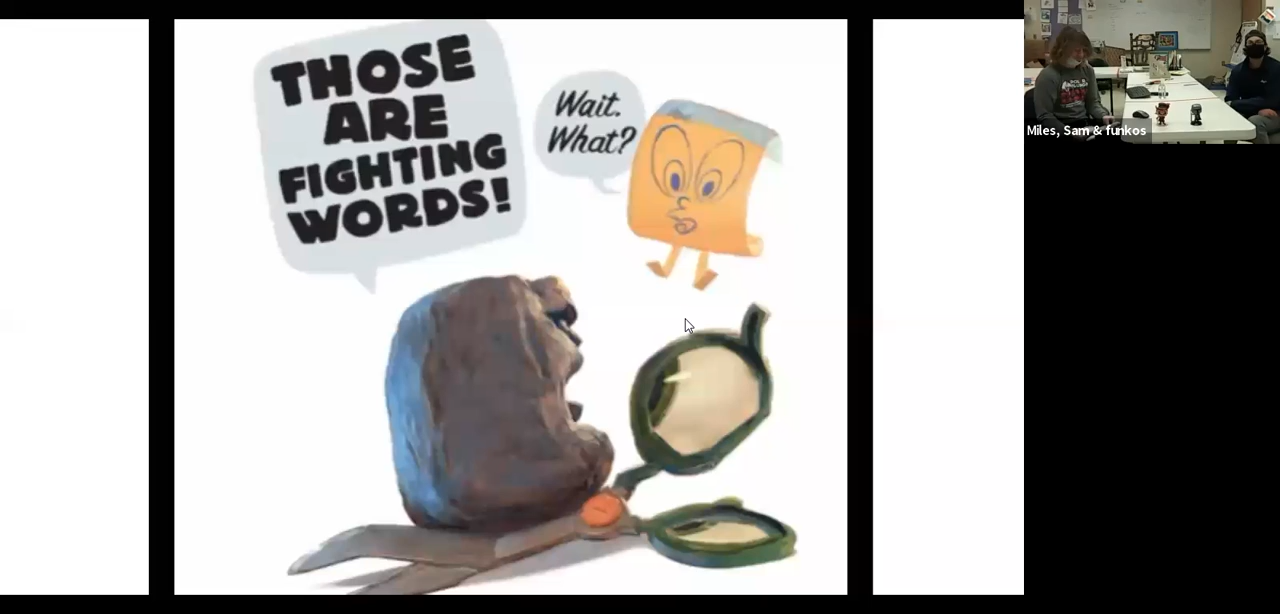 THOSE
ARE
FIGHTING
WORDS!
Wait.
What?
Miles, Sam & funkos